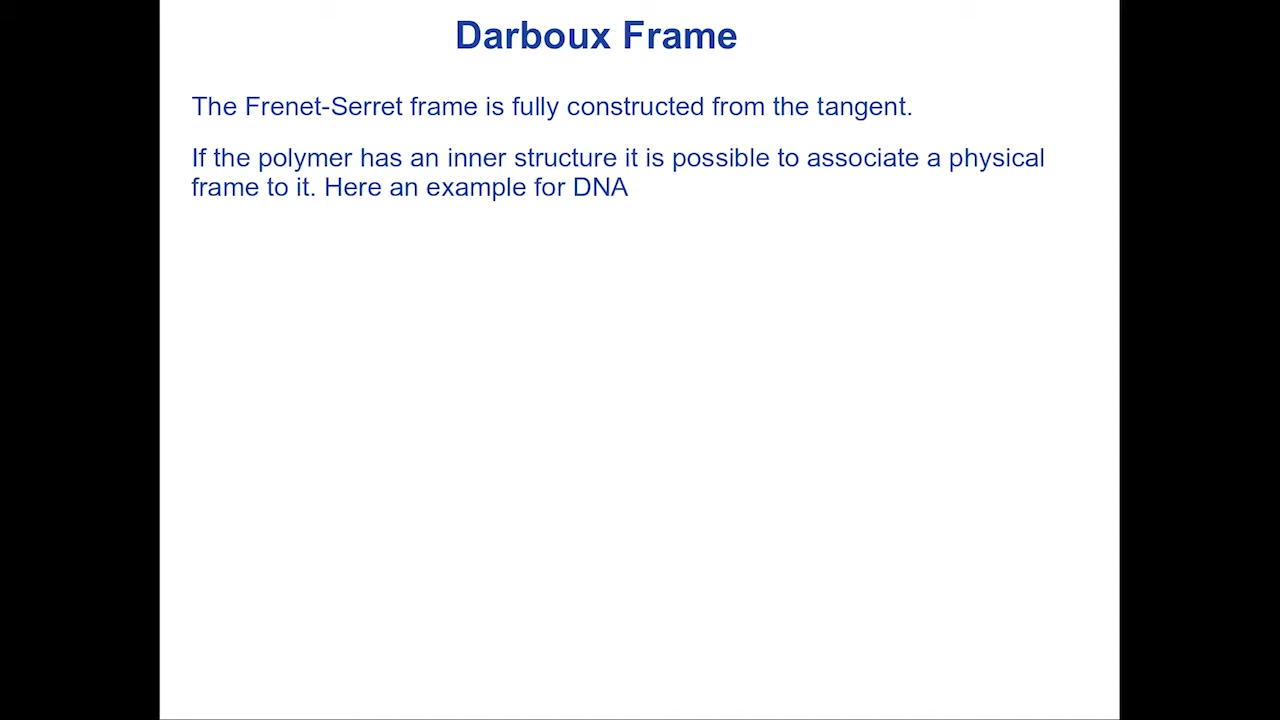 Darboux Frame
The Frenet-Serret frame is fully constructed from the tangent.
If the polymer has an inner structure it is possible to associate a physical
frame to it. Here an example for DNA